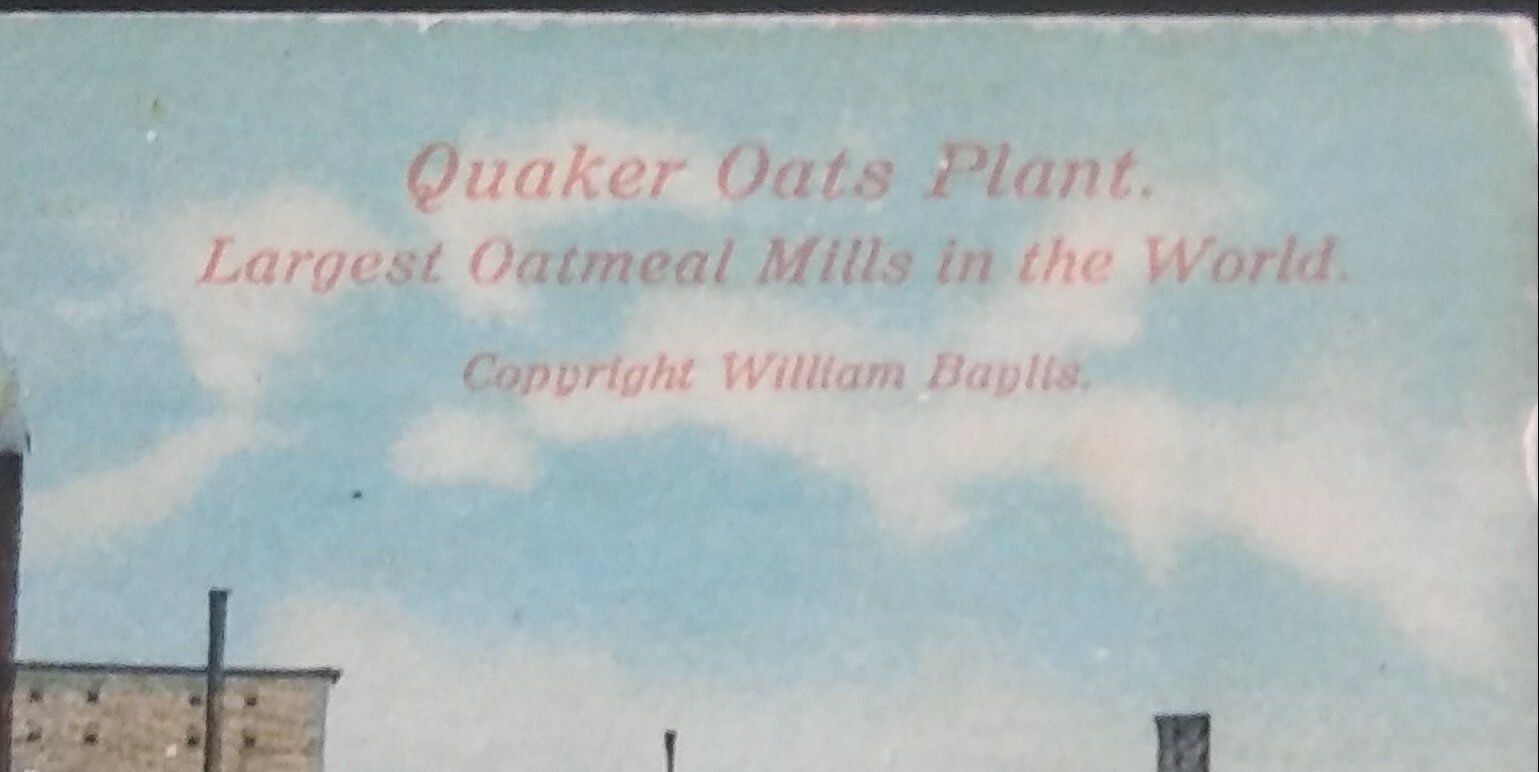 Quaker Oats Plant.
Largest Oatmeal Mills in the World.
Copyright William Baylis.